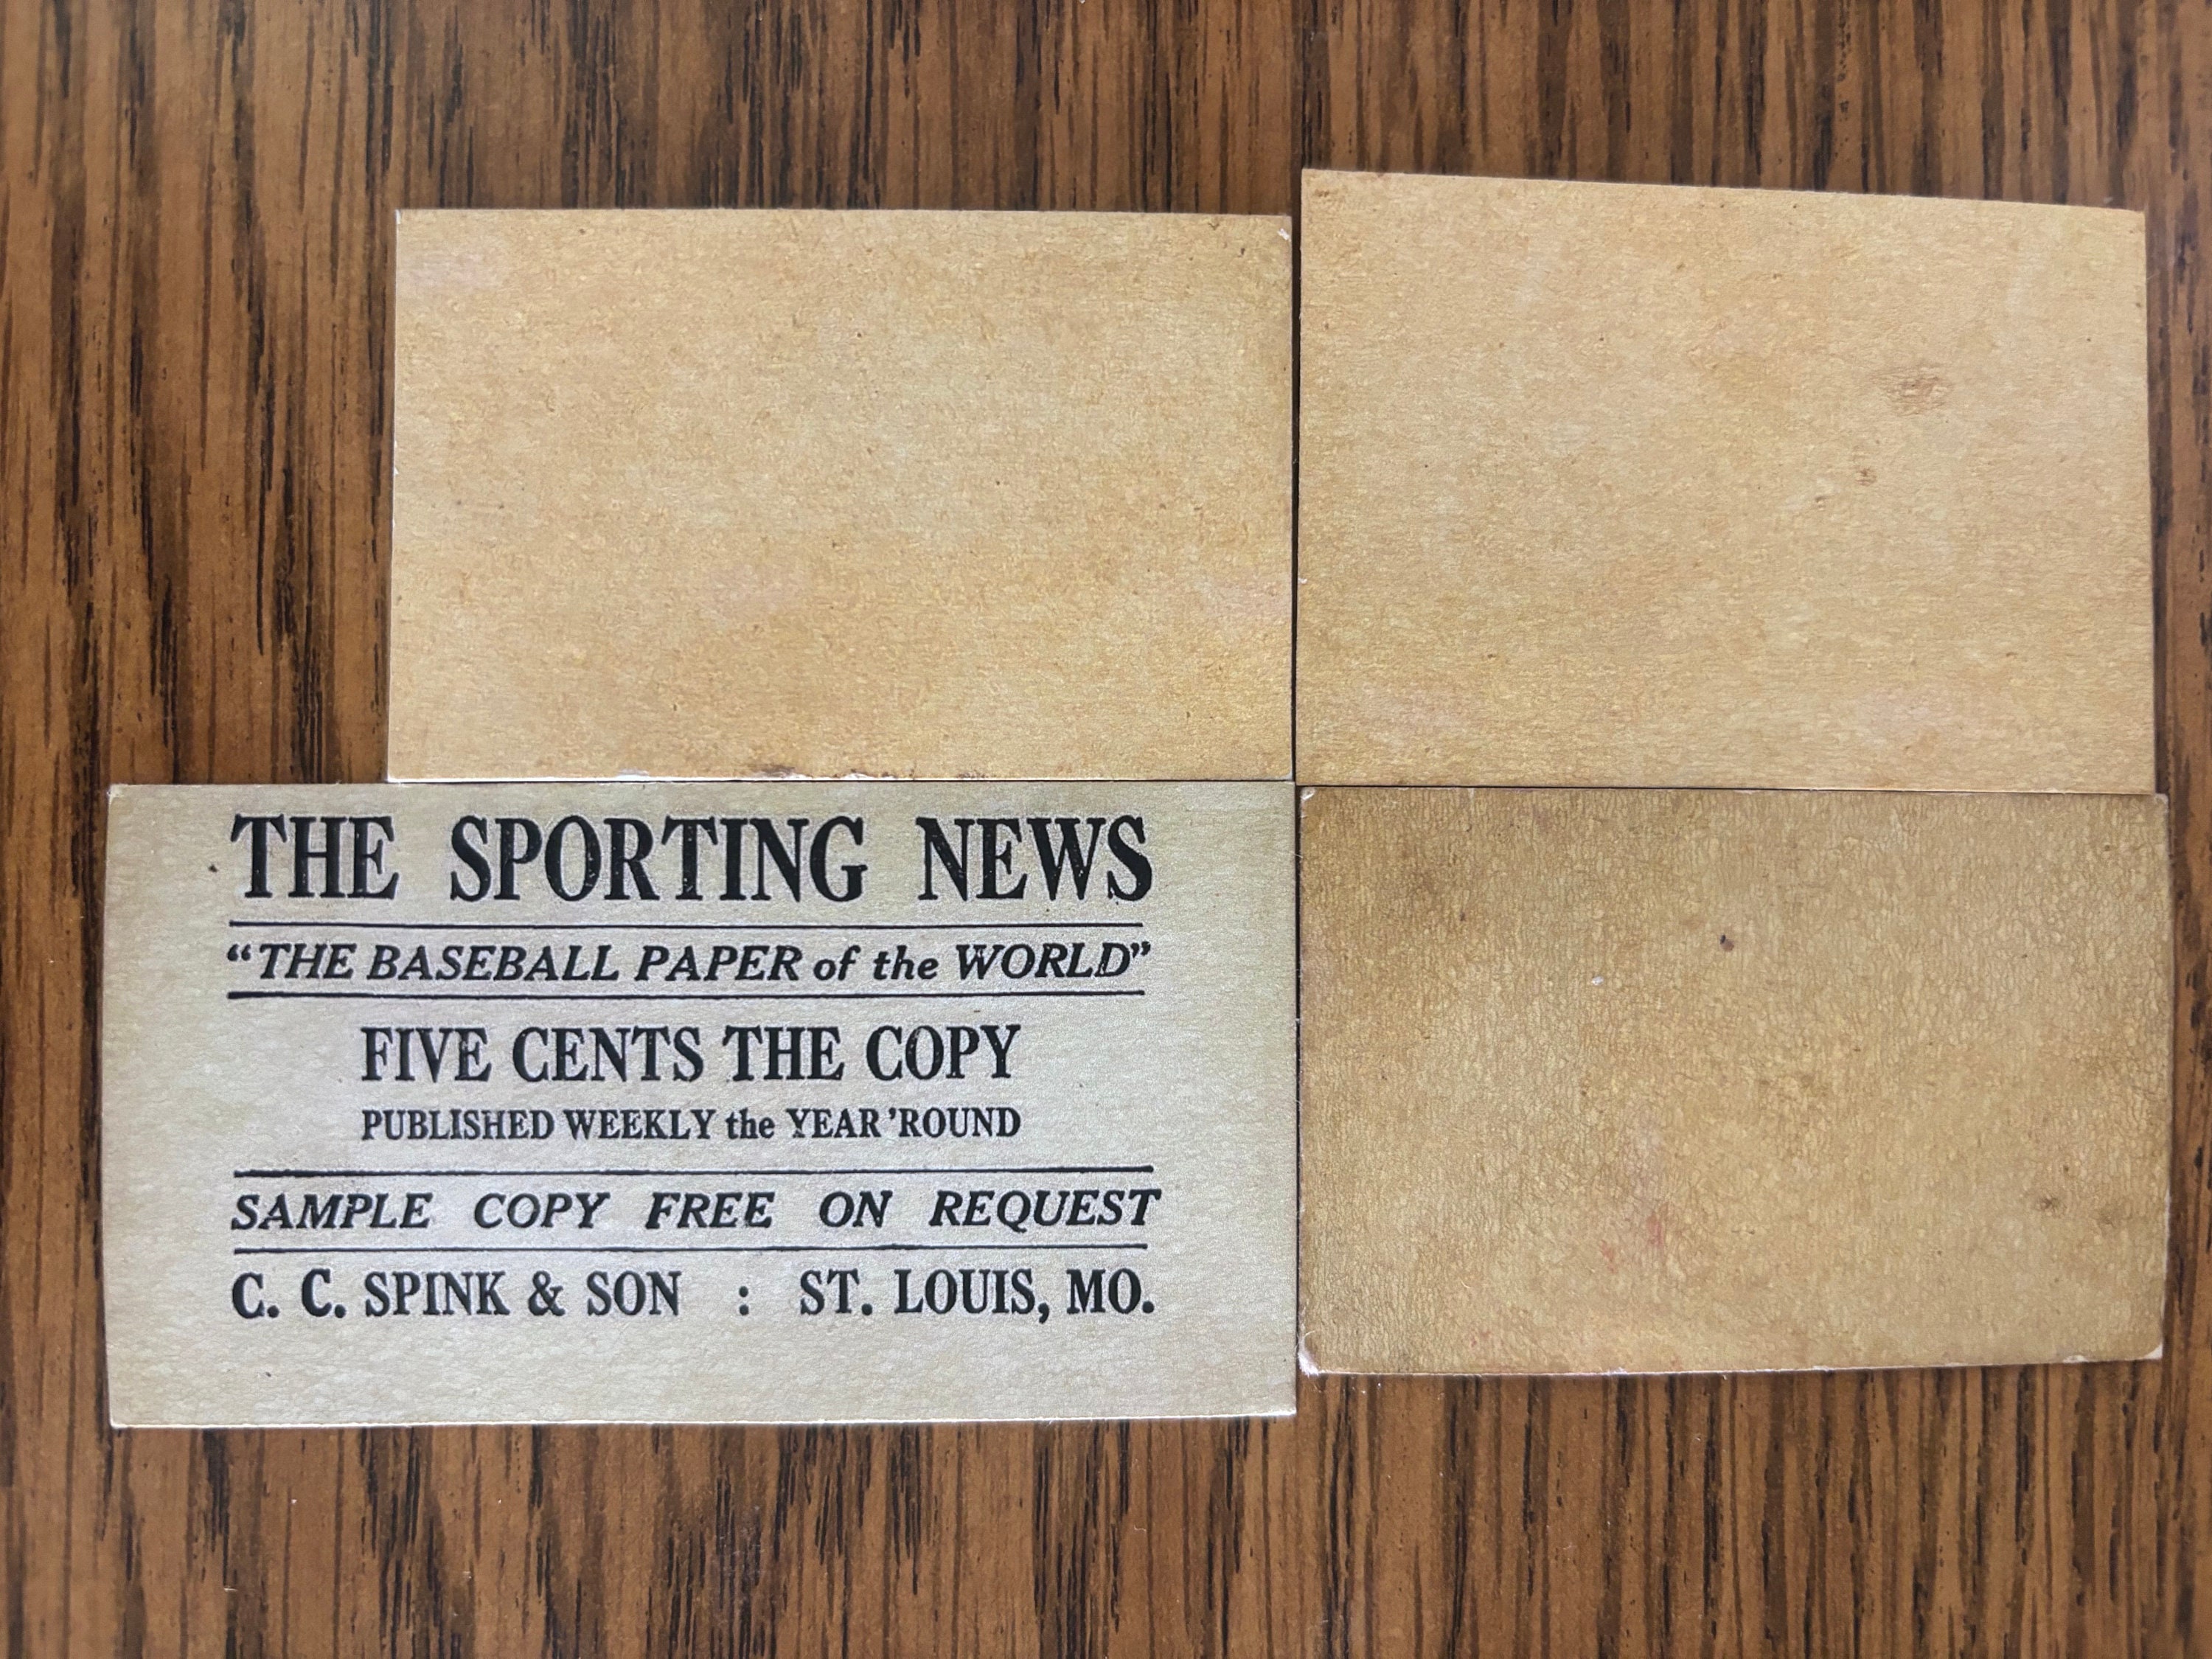 THE SPORTING NEWS
“THE BASEBALL PAPER of the WORLD”
FIVE CENTS THE COPY
PUBLISHED WEEKLY the YEAR ’ROUND
SAMPLE COPY FREE ON REQUEST
C. C. SPINK & SON : ST. LOUIS, MO.